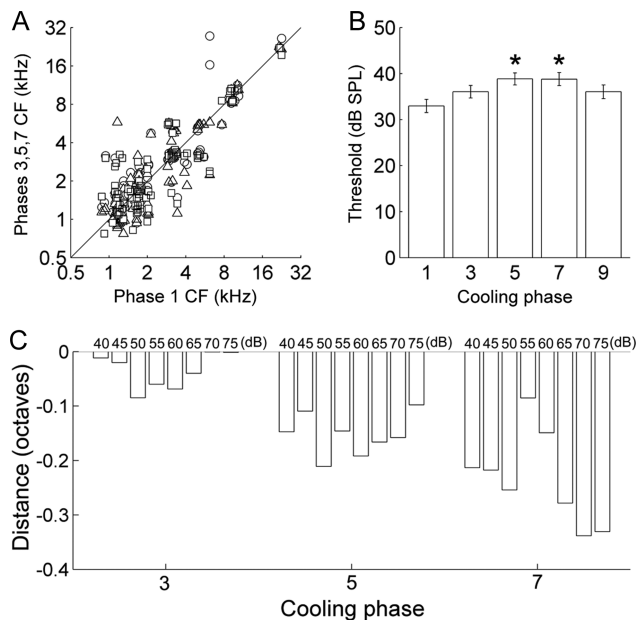 A
32
16
8
4
2
1
0.5
Phases 3,5,7 CF (kHz)
0.5 1 2 4 8 16 32
Phase 1 CF (kHz)
B
50
40
30
20
10
0
Threshold (dB SPL)
* *
1 3 5 7 9
Cooling phase
C
40 45 50 55 60 65 70 75(dB) 40 45 50 55 60 65 70 75(dB) 40 45 50 55 60 65 70 75(dB)
0
-0.1
-0.2
-0.3
-0.4
Distance (octaves)
3 5 7
Cooling phase